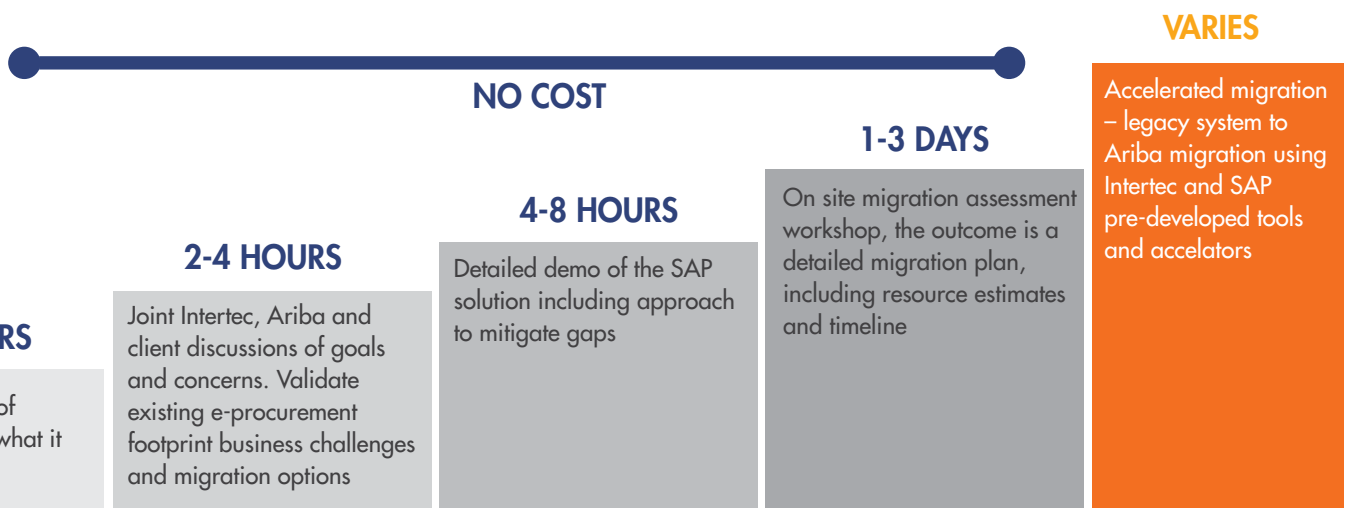 VARIES
NO COST
Accelerated migration
– legacy system to
Ariba migration using
Intertec and SAP
pre-developed tools
and accelators
1-3 DAYS
On site migration assessment
workshop, the outcome is a
detailed migration plan,
including resource estimates
and timeline
4-8 HOURS
Detailed demo of the SAP
solution including approach
to mitigate gaps
2-4 HOURS
Joint Intertec, Ariba and
client discussions of goals
and concerns. Validate
existing e-procurement
footprint business challenges
and migration options
RS
of
what it